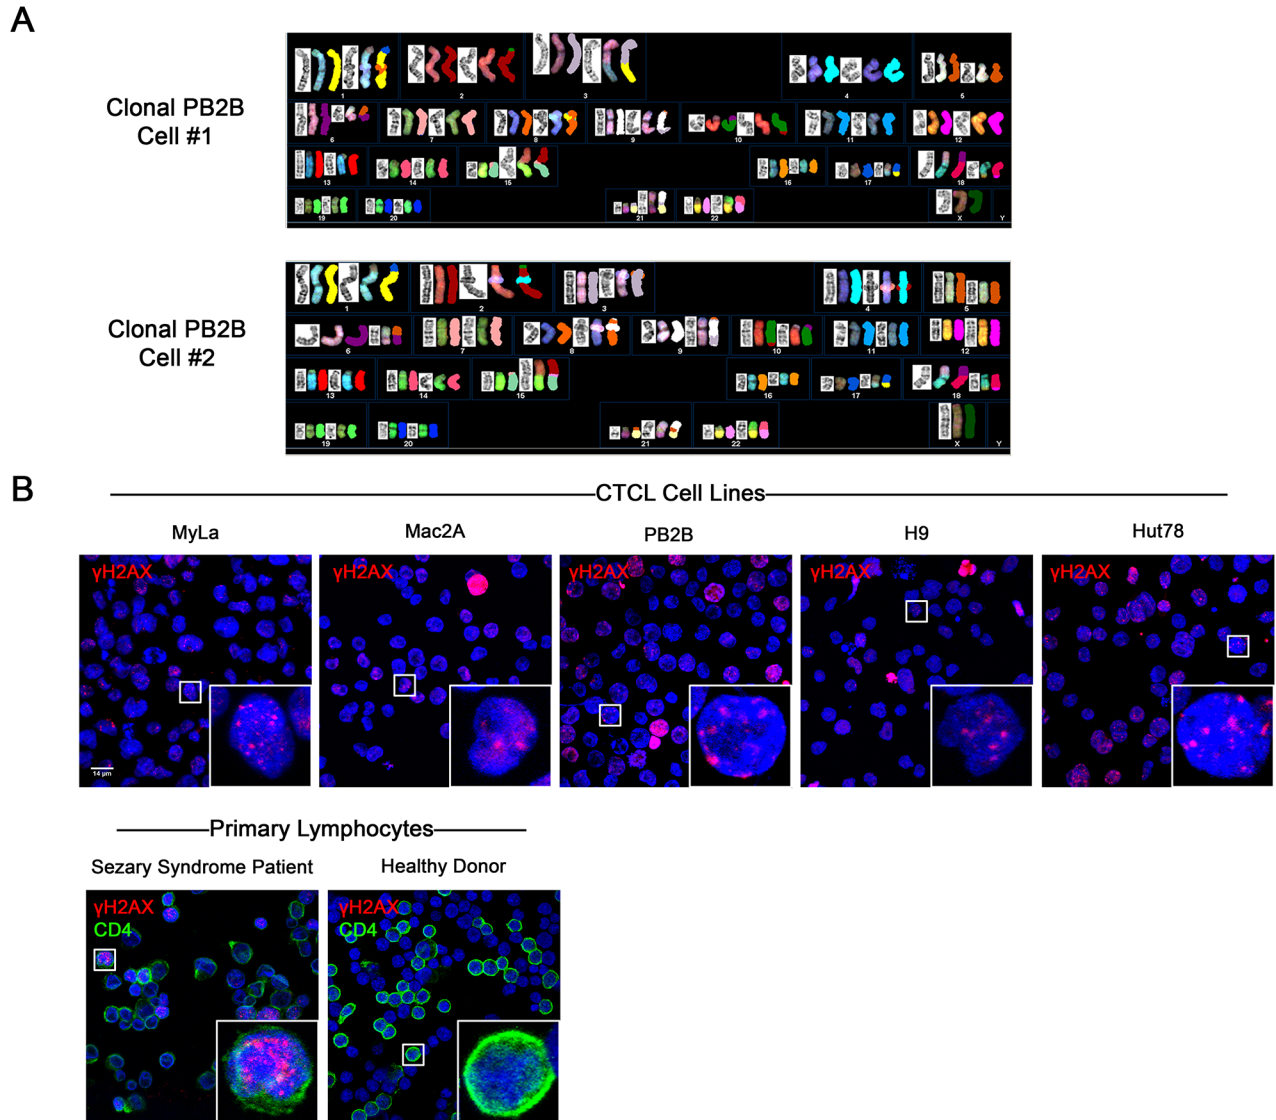 A
Clonal PB2B
Cell #1
1 2 3 4 5
6 7 8 9 10 11 12
13 14 15 16 17 18
19 20 21 22 X Y
Clonal PB2B
Cell #2
1 2 3 4 5
6 7 8 9 10 11 12
13 14 15 16 17 18
19 20 21 22 X Y
B
CTCL Cell Lines
MyLa Mac2A PB2B H9 Hut78
γH2AX γH2AX γH2AX γH2AX γH2AX
14 µm
Primary Lymphocytes
Sezary Syndrome Patient Healthy Donor
γH2AX γH2AX
CD4 CD4